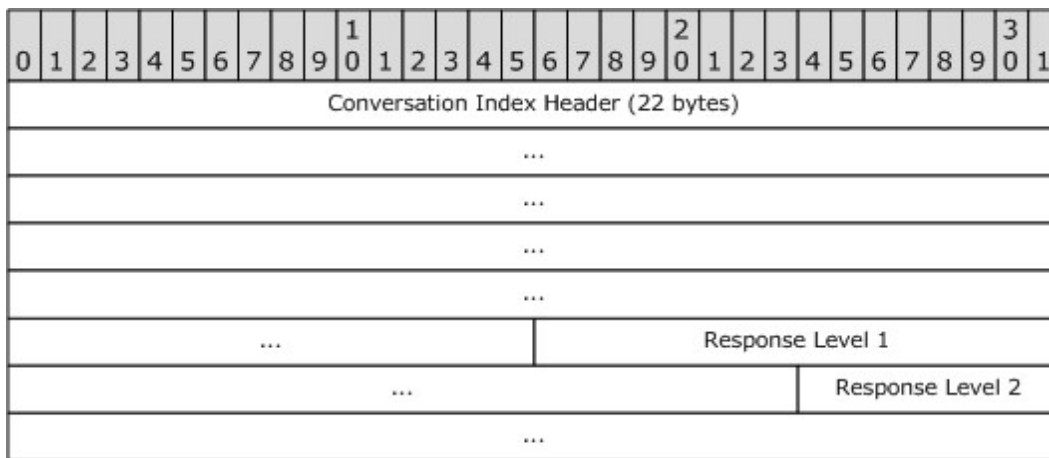 1 2 3
0 1 2 3 4 5 6 7 8 9 0 1 2 3 4 5 6 7 8 9 0 1 2 3 4 5 6 7 8 9 0 1
Conversation Index Header (22 bytes)
...
...
...
...
... Response Level 1
... Response Level 2
...